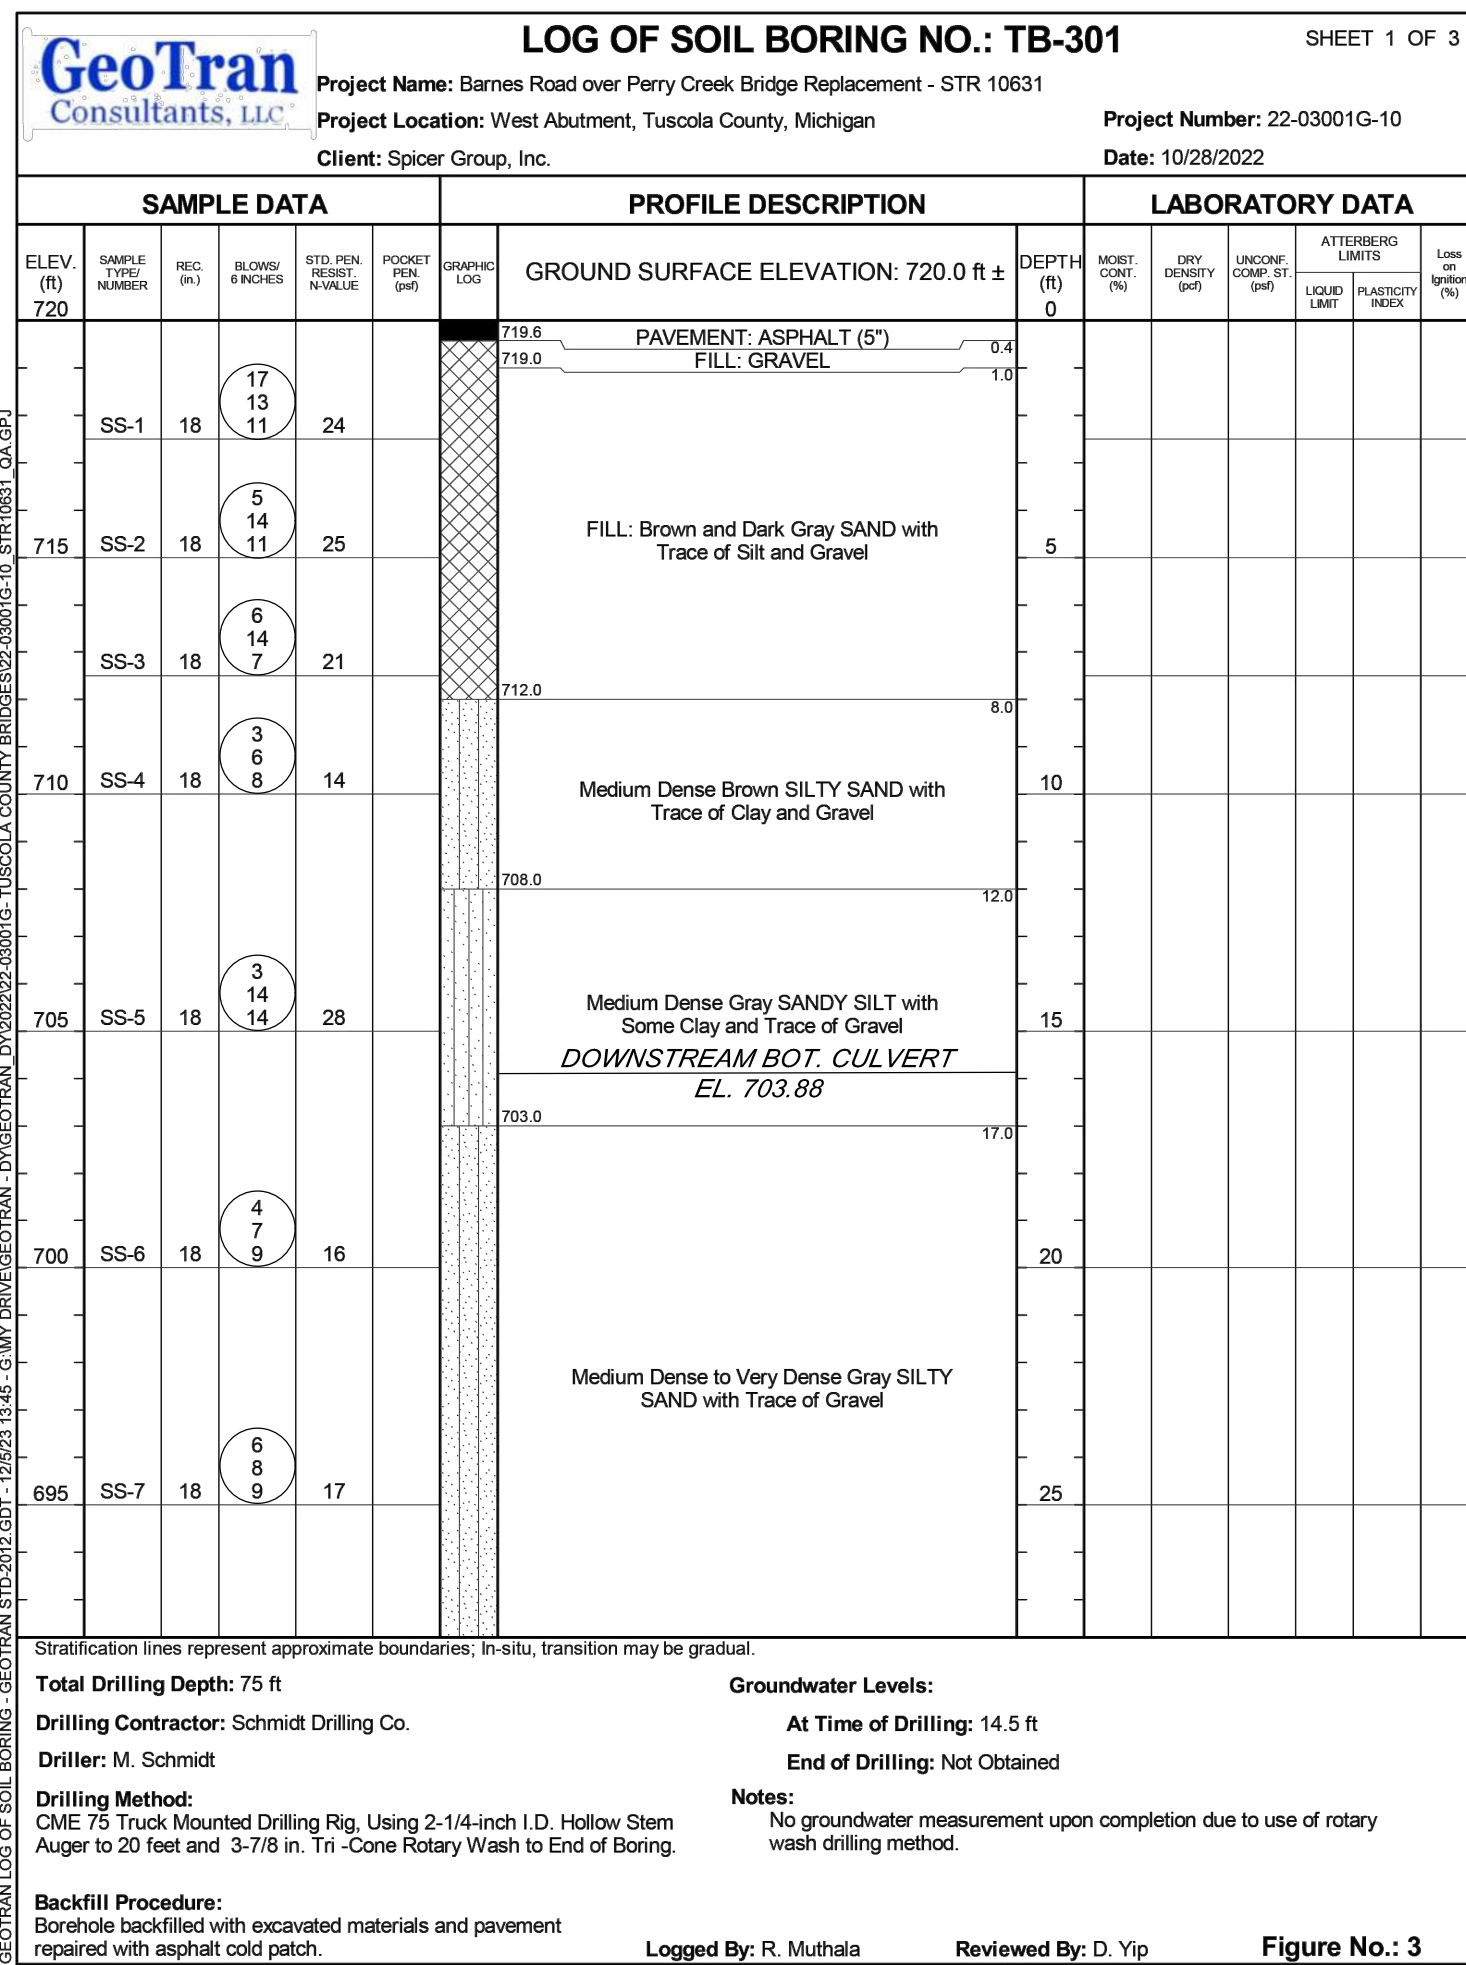 GeoTran
Consultants, LLC
LOG OF SOIL BORING NO.: TB-301
SHEET 1 OF 3
Project Name: Barnes Road over Perry Creek Bridge Replacement - STR 10631
Project Location: West Abutment, Tuscola County, Michigan
Project Number: 22-03001G-10
Client: Spicer Group, Inc.
Date: 10/28/2022
SAMPLE DATA
PROFILE DESCRIPTION
LABORATORY DATA
ELEV.
(ft)
720
SAMPLE
TYPE/
NUMBER
REC.
(in.)
BLOWS/
6 INCHES
STD. PEN.
RESIST.
N-VALUE
POCKET
PEN.
(psf)
GRAPHIC
LOG
GROUND SURFACE ELEVATION: 720.0 ft ±
DEPTH
(ft)
0
MOIST.
CONT.
(%)
DRY
DENSITY
(pcf)
UNCONF.
COMP. ST.
(psf)
ATTERBERG
LIMITS
LIQUID
LIMIT
PLASTICITY
INDEX
Loss
on
Ignition
(%)
719.6
PAVEMENT: ASPHALT (5")
0.4
719.0
FILL: GRAVEL
1.0
17
13
SS-1 18 11 24
5
14
SS-2 18 11 25
715
FILL: Brown and Dark Gray SAND with
Trace of Silt and Gravel
5
6
14
SS-3 18 7 21
712.0
8.0
3
6
710 SS-4 18 8 14
Medium Dense Brown SILTY SAND with
Trace of Clay and Gravel
10
708.0
12.0
3
14
705 SS-5 18 14 28
Medium Dense Gray SANDY SILT with
Some Clay and Trace of Gravel
15
DOWNSTREAM BOT. CULVERT
EL. 703.88
703.0
17.0
4
7
700 SS-6 18 9 16
20
Medium Dense to Very Dense Gray SILTY
SAND with Trace of Gravel
6
8
695 SS-7 18 9 17
25
Stratification lines represent approximate boundaries; In-situ, transition may be gradual.
Total Drilling Depth: 75 ft
Drilling Contractor: Schmidt Drilling Co.
Driller: M. Schmidt
Drilling Method:
CME 75 Truck Mounted Drilling Rig, Using 2-1/4-inch I.D. Hollow Stem
Auger to 20 feet and 3-7/8 in. Tri -Cone Rotary Wash to End of Boring.
Groundwater Levels:
At Time of Drilling: 14.5 ft
End of Drilling: Not Obtained
Notes:
No groundwater measurement upon completion due to use of rotary
wash drilling method.
Backfill Procedure:
Borehole backfilled with excavated materials and pavement
repaired with asphalt cold patch.
Logged By: R. Muthala
Reviewed By: D. Yip
Figure No.: 3
GEOTRAN LOG OF SOIL BORING - GEOTRAN STD-2012.GDT - 12/5/23 13:45 - G:\MY DRIVE\GEOTRAN - DY\GEOTRAN_DY\2022\22-03001G- TUSCOLA COUNTY BRIDGES\22-03001G-10_STR10631_QA.GPJ